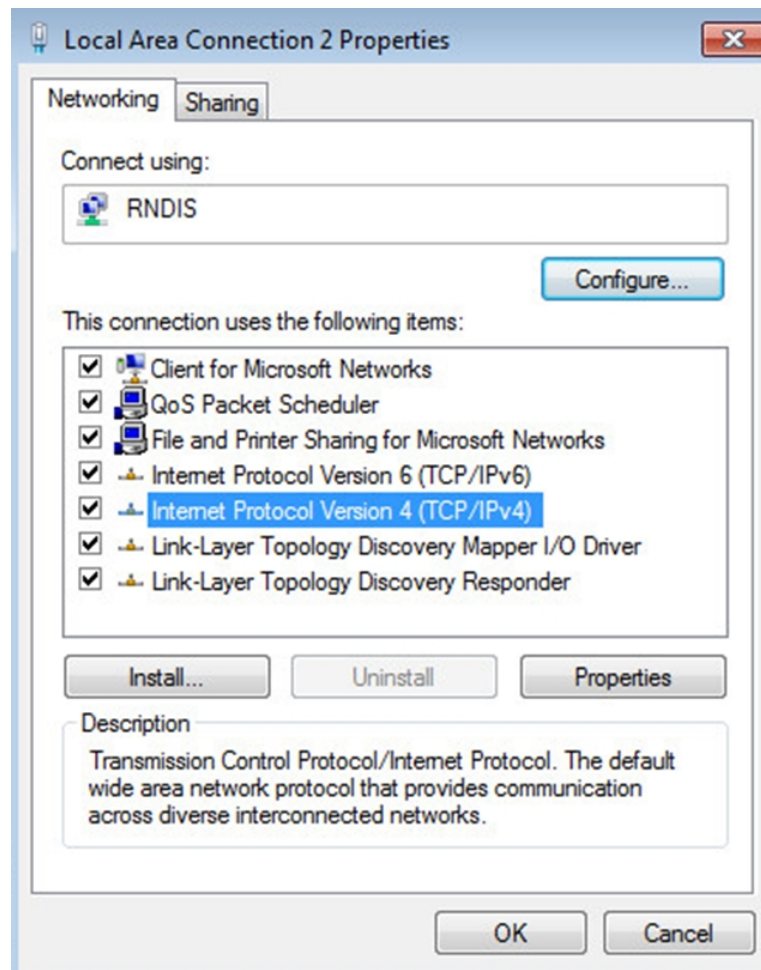 Local Area Connection 2 Properties
Networking
Sharing
Connect using:
RNDIS
Configure...
This connection uses the following items:
Client for Microsoft Networks
QoS Packet Scheduler
File and Printer Sharing for Microsoft Networks
Internet Protocol Version 6 (TCP/IPv6)
Internet Protocol Version 4 (TCP/IPv4)
Link-Layer Topology Discovery Mapper I/O Driver
Link-Layer Topology Discovery Responder
Install...
Uninstall
Properties
Description
Transmission Control Protocol/Internet Protocol. The default
wide area network protocol that provides communication
across diverse interconnected networks.
OK
Cancel